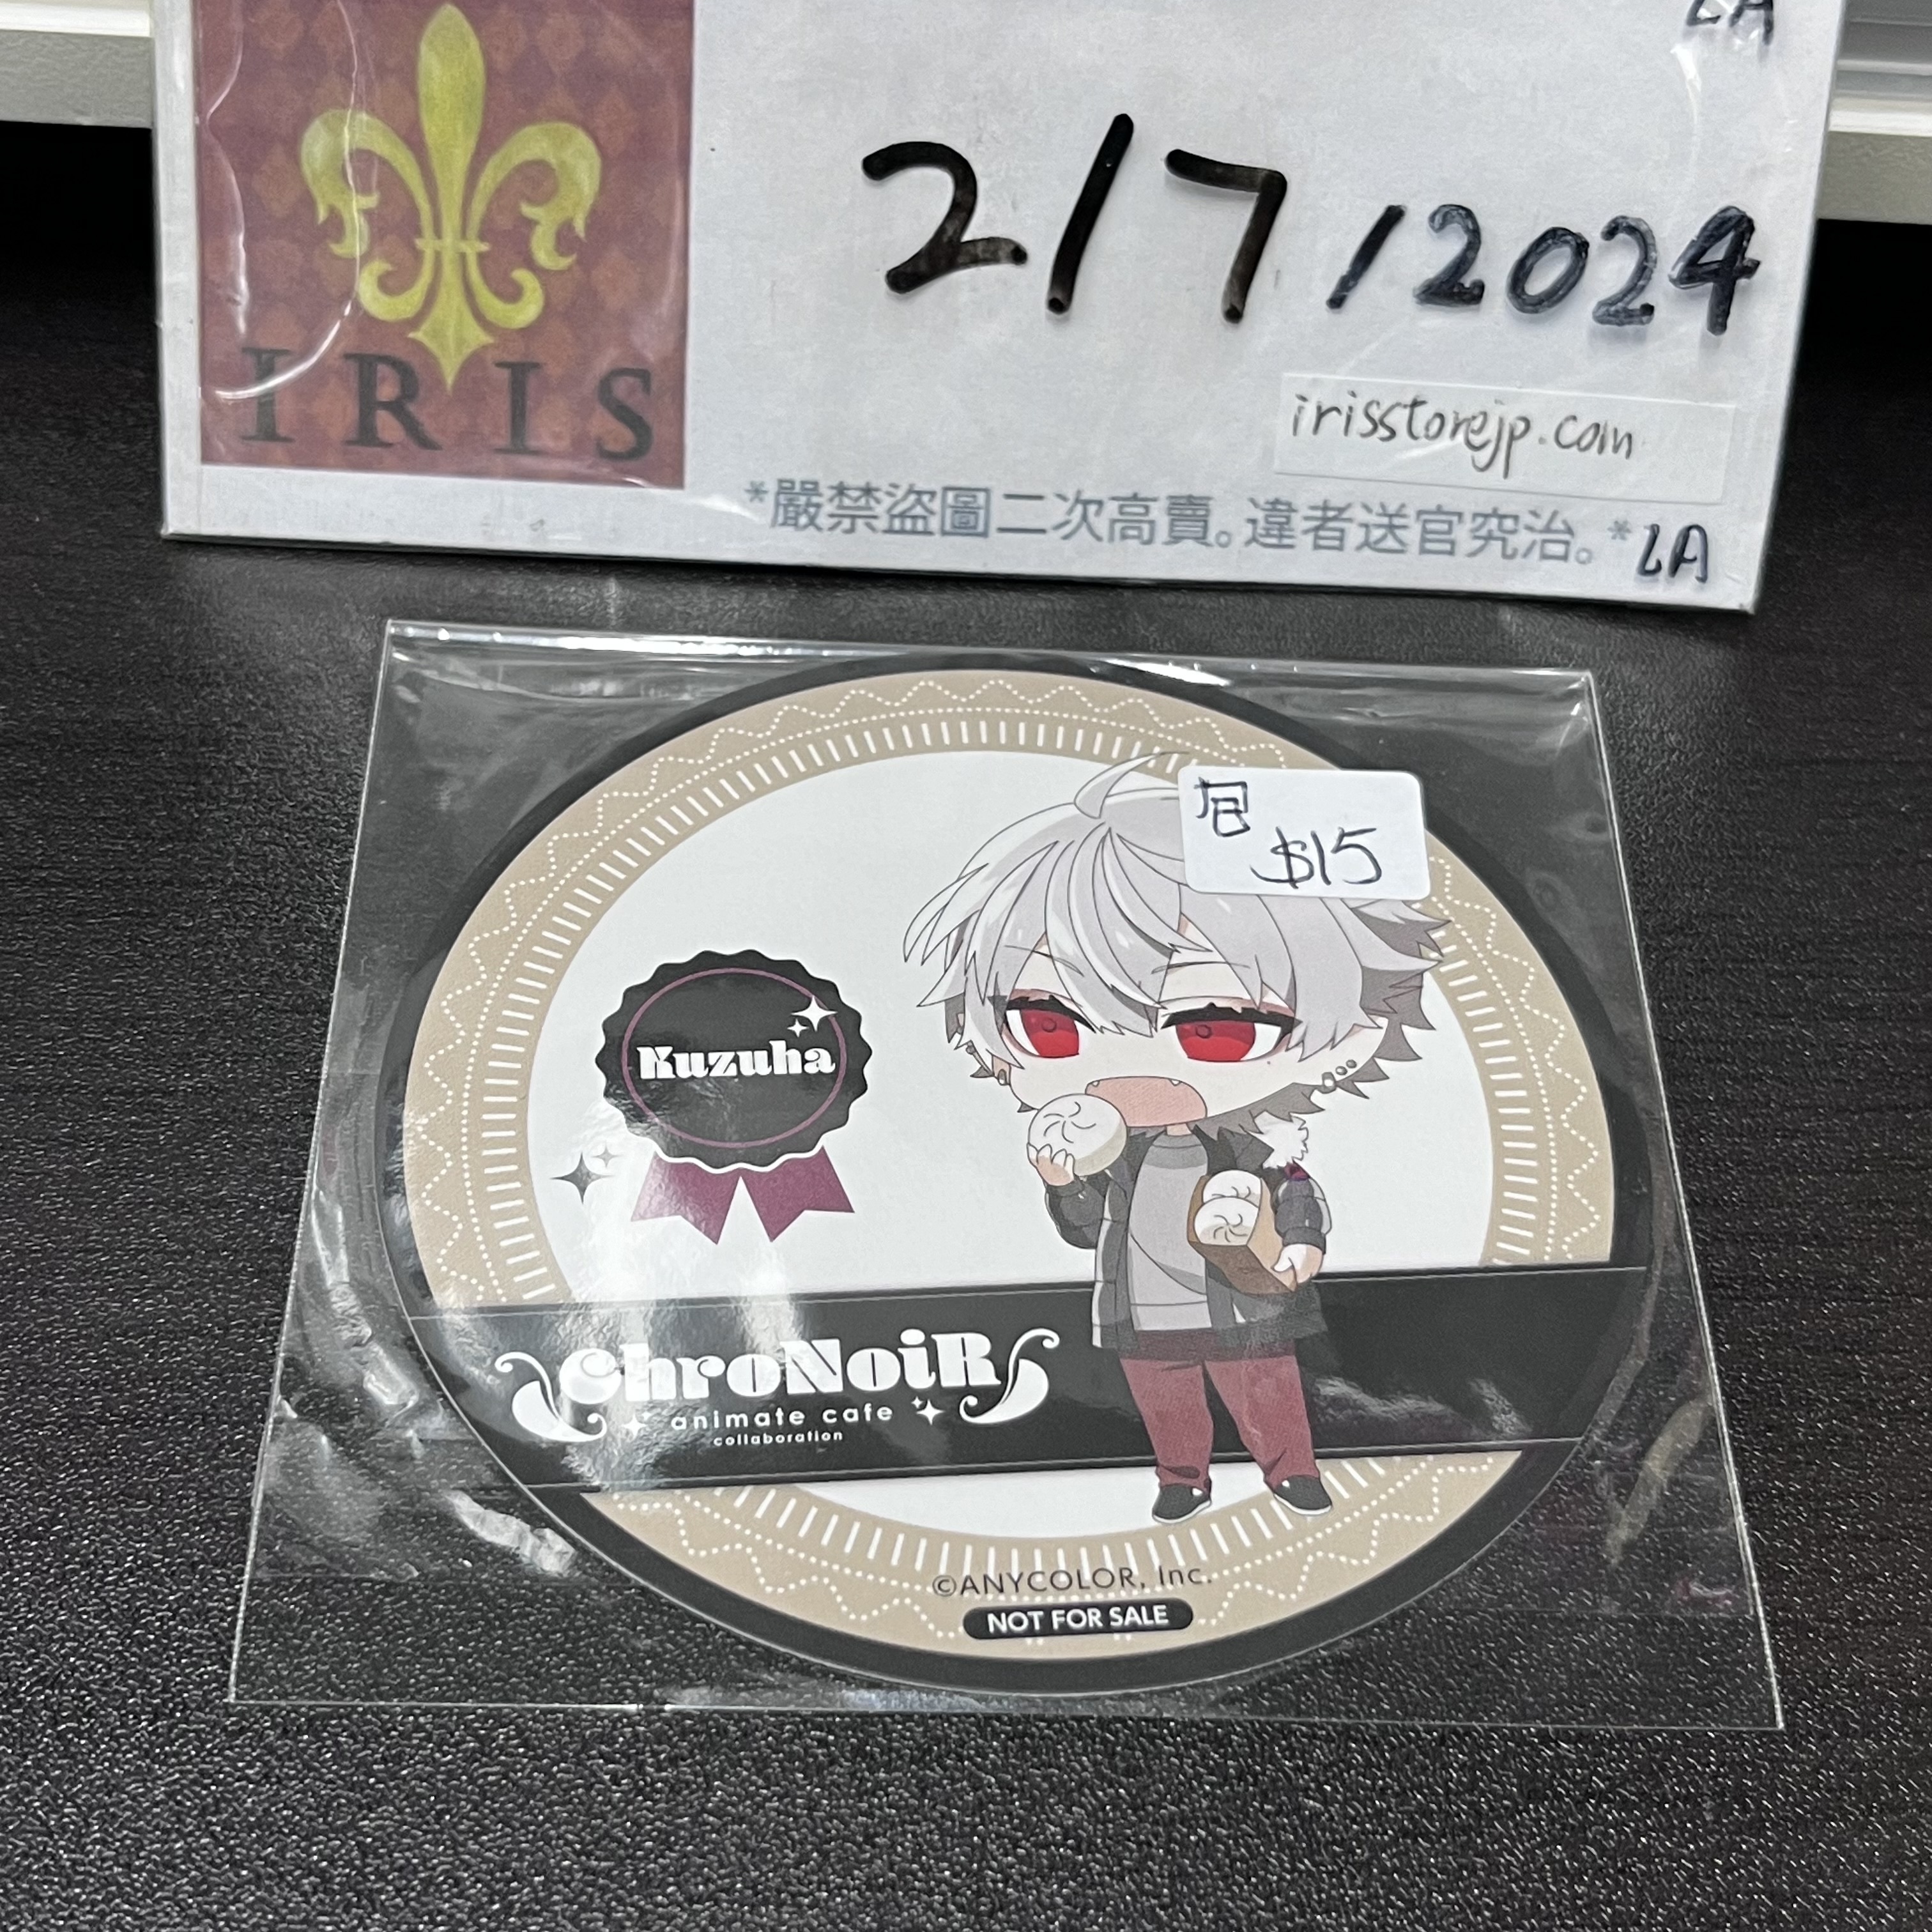 LA
2/7/2024
IRIS
irisstorejp.com
*嚴禁盜圖二次高賣。違者送官究治。*LA
$15
Kuzuha
ChroNoiR
animate cafe
collaboration
©ANYCOLOR, Inc.
NOT FOR SALE